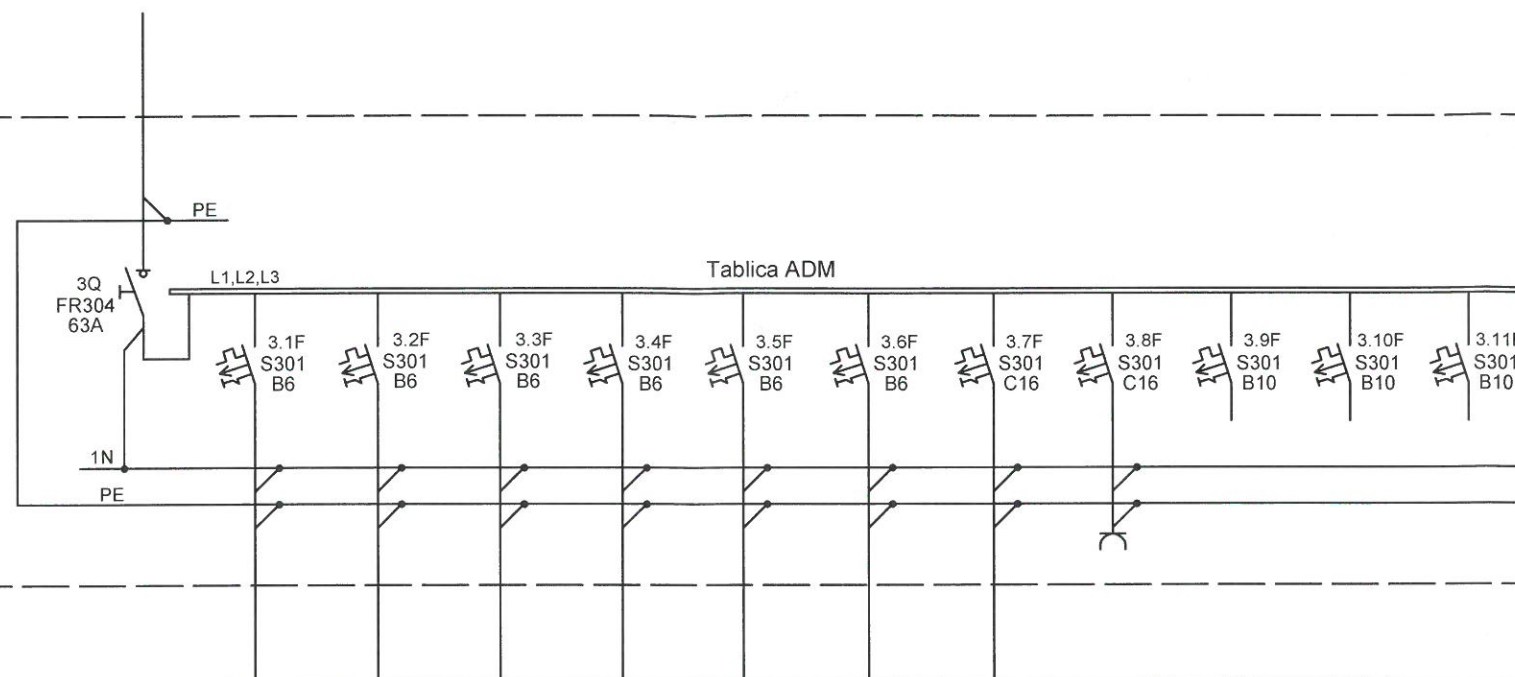 PE
Tablica ADM
L1,L2,L3
3Q
FR304
63A
3.1F
S301
B6
3.2F
S301
B6
3.3F
S301
B6
3.4F
S301
B6
3.5F
S301
B6
3.6F
S301
B6
3.7F
S301
C16
3.8F
S301
C16
3.9F
S301
B10
3.10F
S301
B10
3.11F
S301
B10
1N
PE